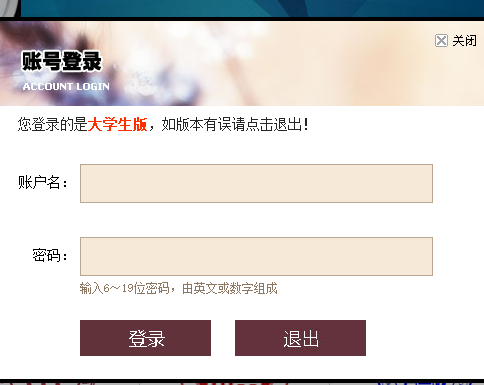 关闭
账号登录
ACCOUNT LOGIN
您登录的是大学生版，如版本有误请点击退出！
账户名：
密码：
输入6～19位密码，由英文或数字组成
登录 退出